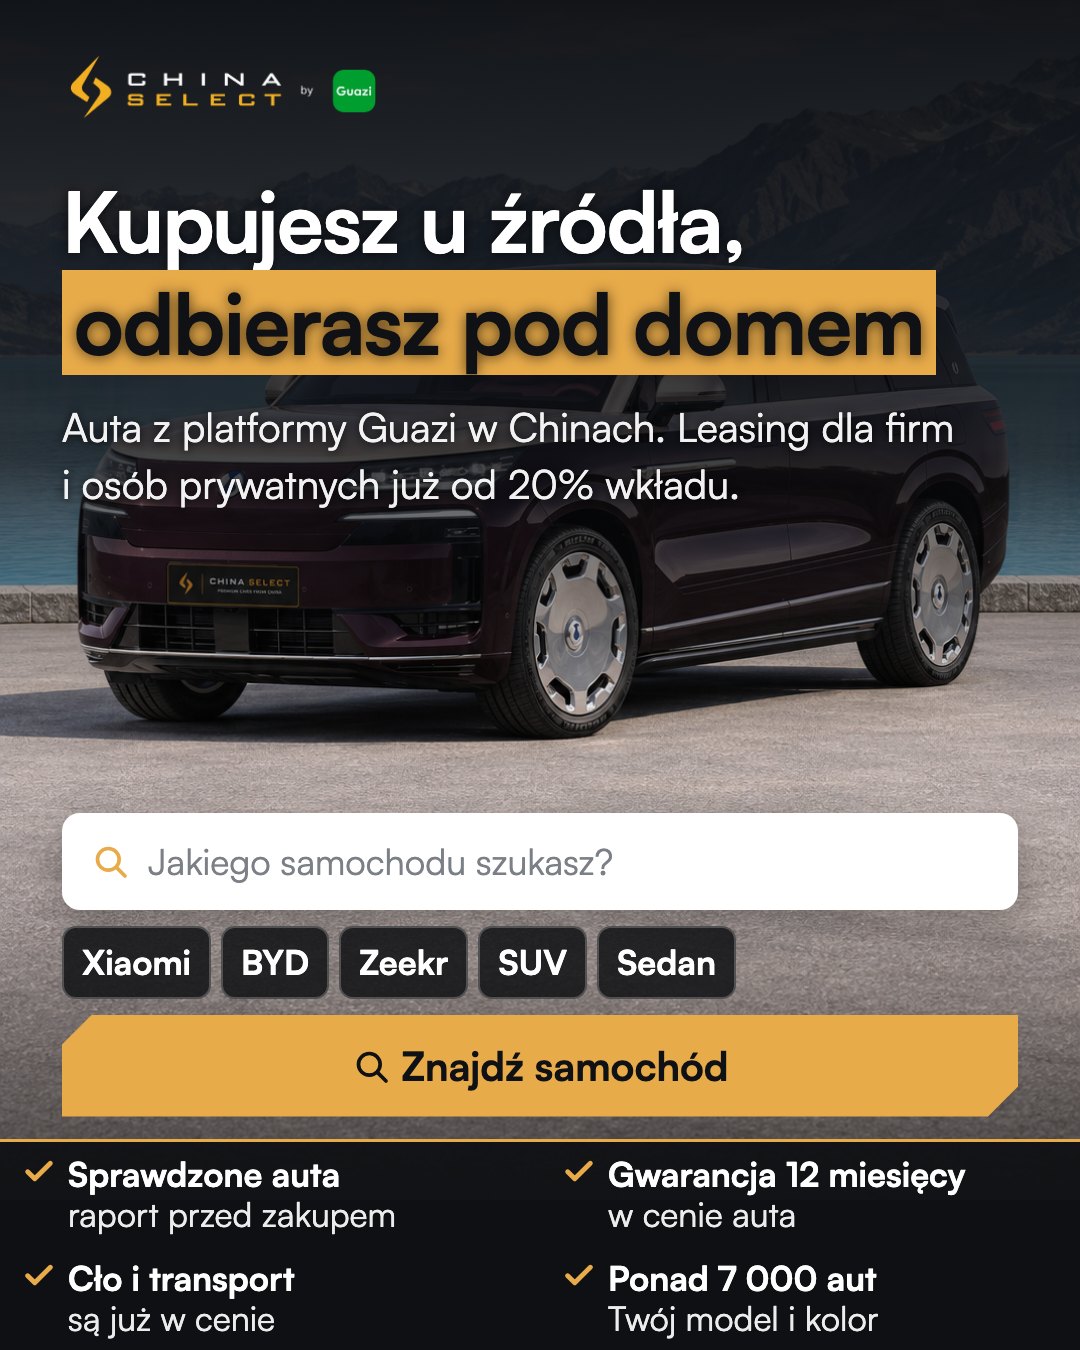 CHINA
SELECT
by
Guazi
Kupujesz u źródła,
odbierasz pod domem
Auta z platformy Guazi w Chinach. Leasing dla firm
i osób prywatnych już od 20% wkładu.
CHINA SELECT
Jakiego samochodu szukasz?
Xiaomi BYD Zeekr SUV Sedan
Znajdź samochód
Sprawdzone auta
raport przed zakupem
Gwarancja 12 miesięcy
w cenie auta
Cło i transport
są już w cenie
Ponad 7 000 aut
Twój model i kolor